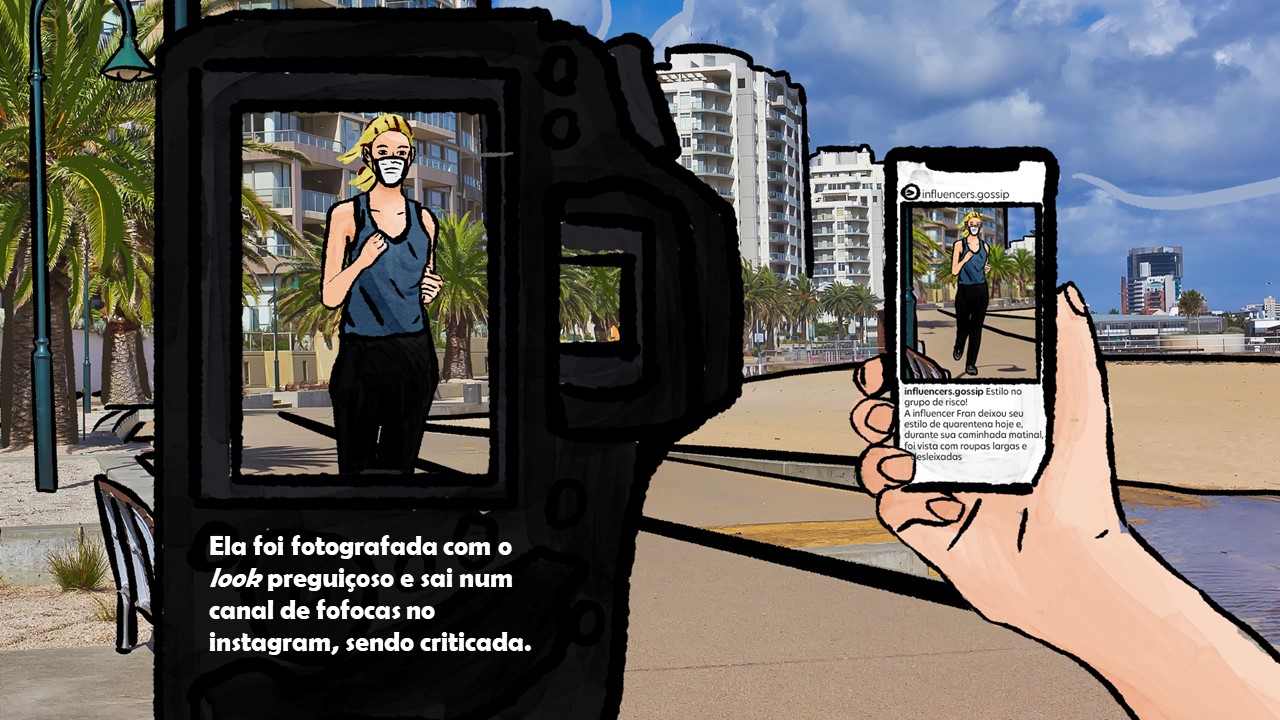 Ela foi fotografada com o
look preguiçoso e sai num
canal de fofocas no
instagram, sendo criticada.
influencers.gossip
influencers.gossip Estilo no
grupo de risco!
A influencer Fran deixou seu
estilo de quarentena hoje e,
durante sua caminhada matinal,
foi vista com roupas largas e
desleixadas